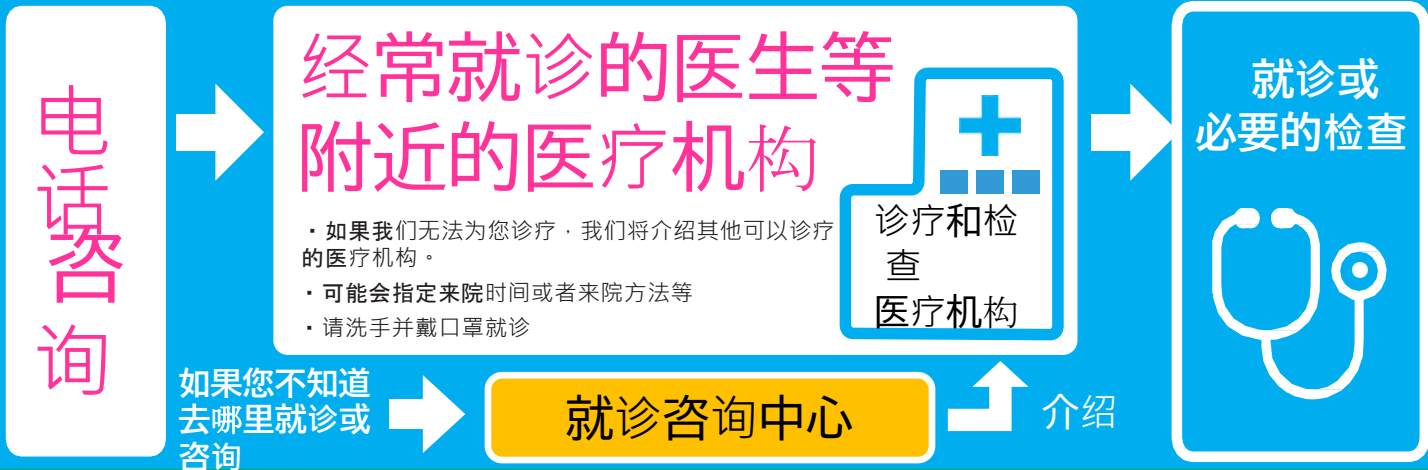 电话咨询
经常就诊的医生等
附近的医疗机构
・如果我们无法为您诊疗，我们将介绍其他可以诊疗
的医疗机构。
・可能会指定来院时间或者来院方法等
・请洗手并戴口罩就诊
诊疗和检
查
医疗机构
就诊或
必要的检查
如果您不知道
去哪里就诊或
咨询
就诊咨询中心
介绍